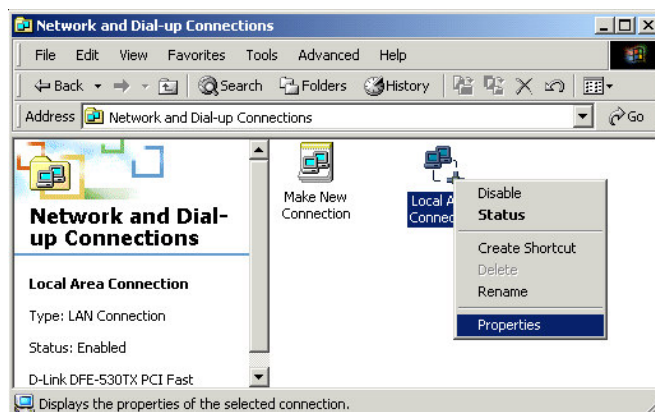 Network and Dial-up Connections
File Edit View Favorites Tools Advanced Help
Back Search Folders History
Address Network and Dial-up Connections Go
Network and Dial-
up Connections
Local Area Connection
Type: LAN Connection
Status: Enabled
D-Link DFE-530TX PCI Fast
Make New
Connection
Local A
Connec
Disable
Status
Create Shortcut
Delete
Rename
Properties
Displays the properties of the selected connection.